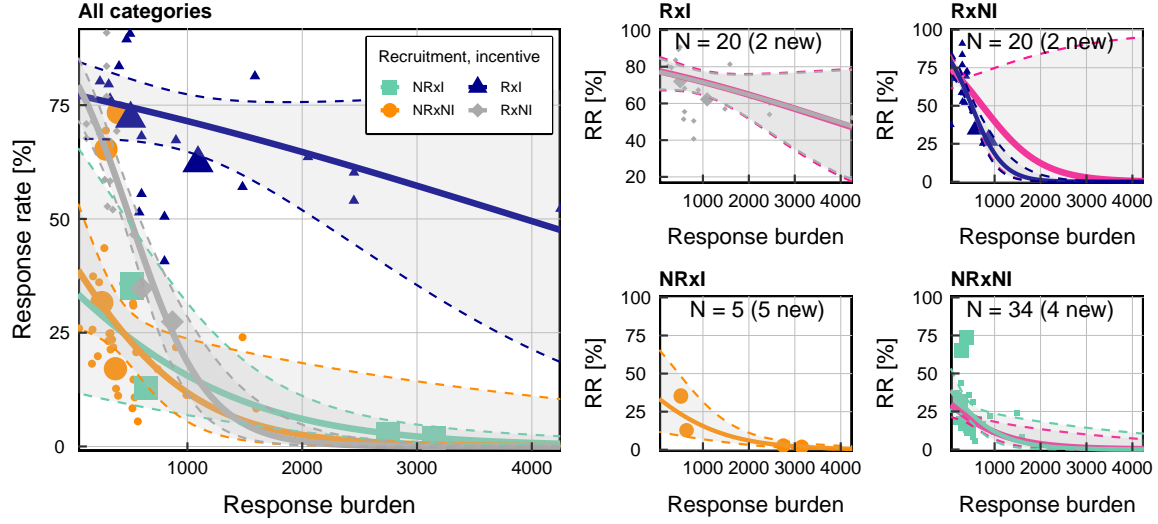 All categories
Response rate [%]
75
50
25
0
Recruitment, incentive
NRxI
RxI
NRxNI
RxNI
1000
2000
3000
4000
Response burden
RxI
RR [%]
100
80
60
40
20
N = 20 (2 new)
1000 2000 3000 4000
Response burden
RxNI
RR [%]
100
75
50
25
0
N = 20 (2 new)
1000 2000 3000 4000
Response burden
NRxI
RR [%]
100
75
50
25
0
N = 5 (5 new)
1000 2000 3000 4000
Response burden
NRxNI
RR [%]
100
75
50
25
0
N = 34 (4 new)
1000 2000 3000 4000
Response burden